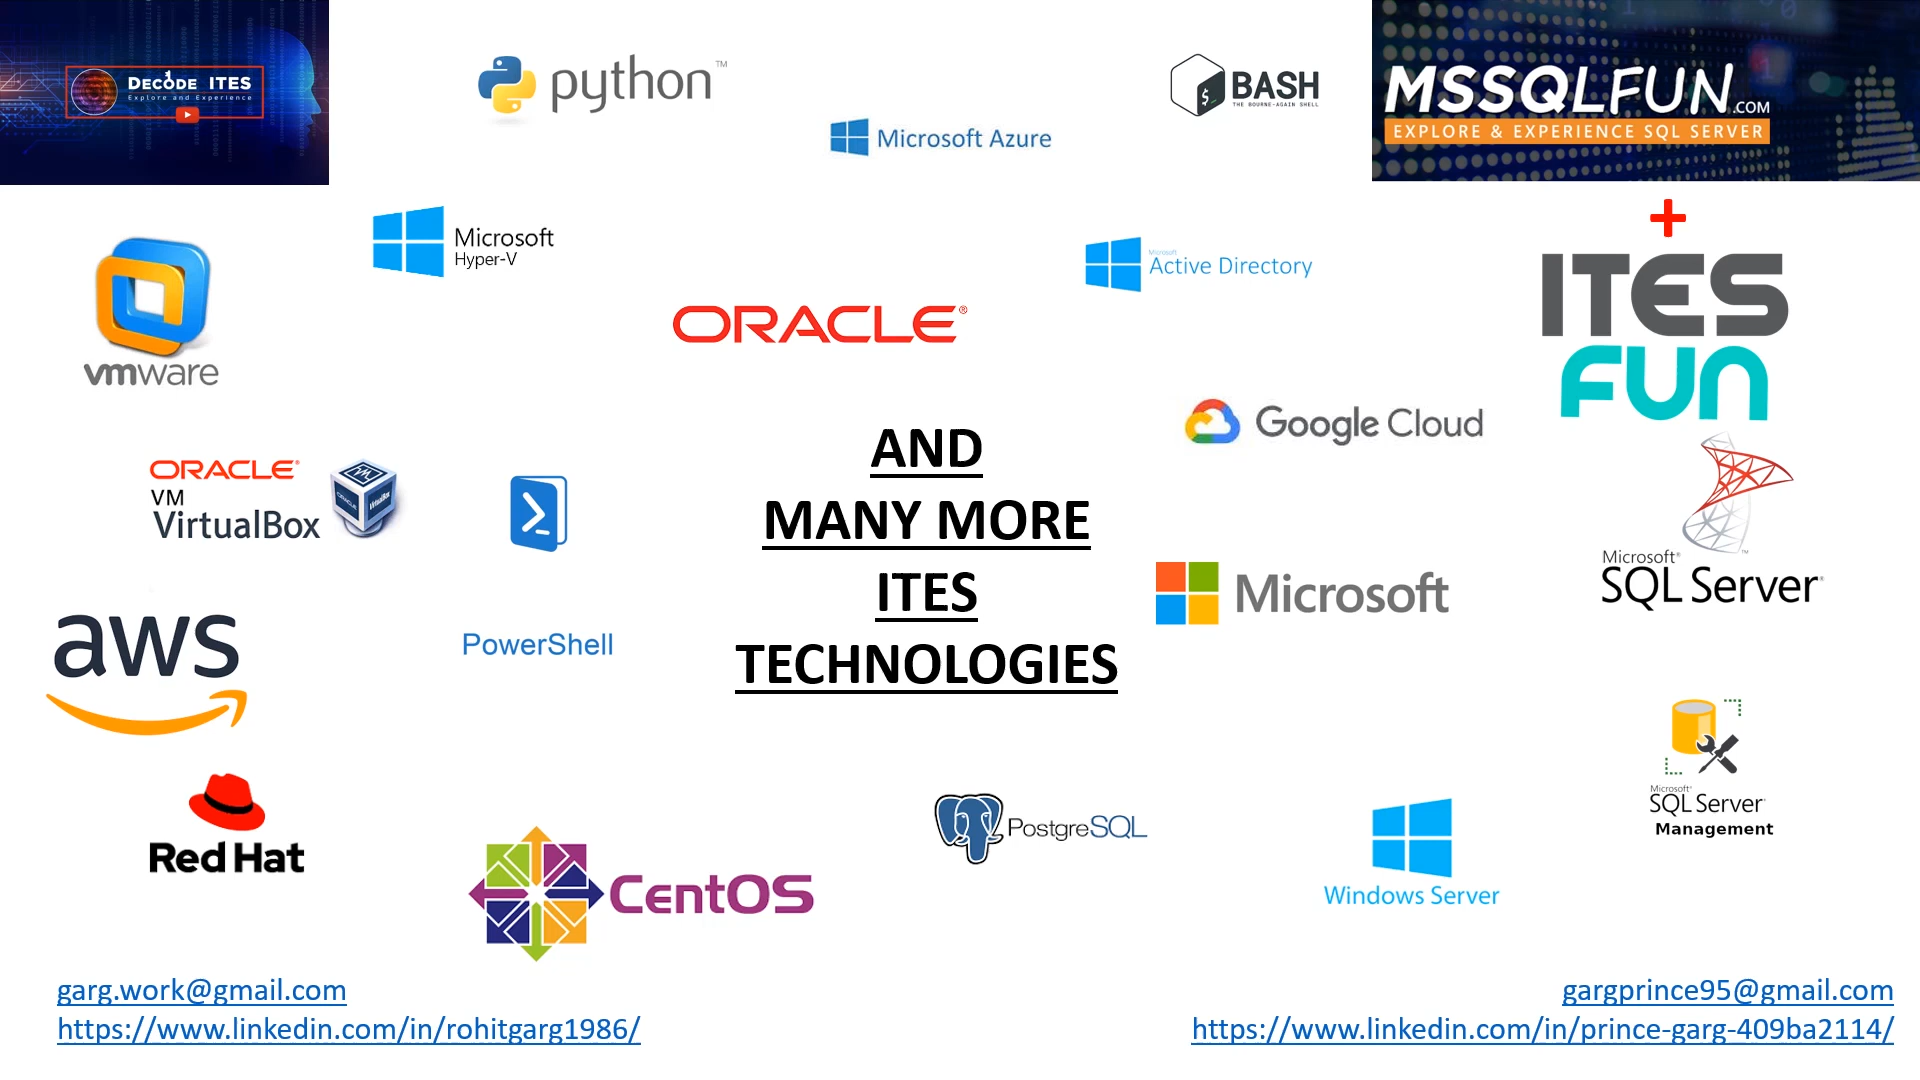 DECODE ITES
Explore and Experience
python™
Microsoft Azure
BASH
THE BOURNE-AGAIN SHELL
MSSQLFUN.COM
EXPLORE & EXPERIENCE SQL SERVER
+
ITES
FUN
vmware
Microsoft
Hyper-V
ORACLE®
Microsoft
Active Directory
Google Cloud
ORACLE®
VM
VirtualBox
PowerShell
AND
MANY MORE
ITES
TECHNOLOGIES
Microsoft
Microsoft®
SQL Server®
aws
Red Hat
CentOS
PostgreSQL
Windows Server
Microsoft®
SQL Server®
Management
garg.work@gmail.com
https://www.linkedin.com/in/rohitgarg1986/
gargprince95@gmail.com
https://www.linkedin.com/in/prince-garg-409ba2114/